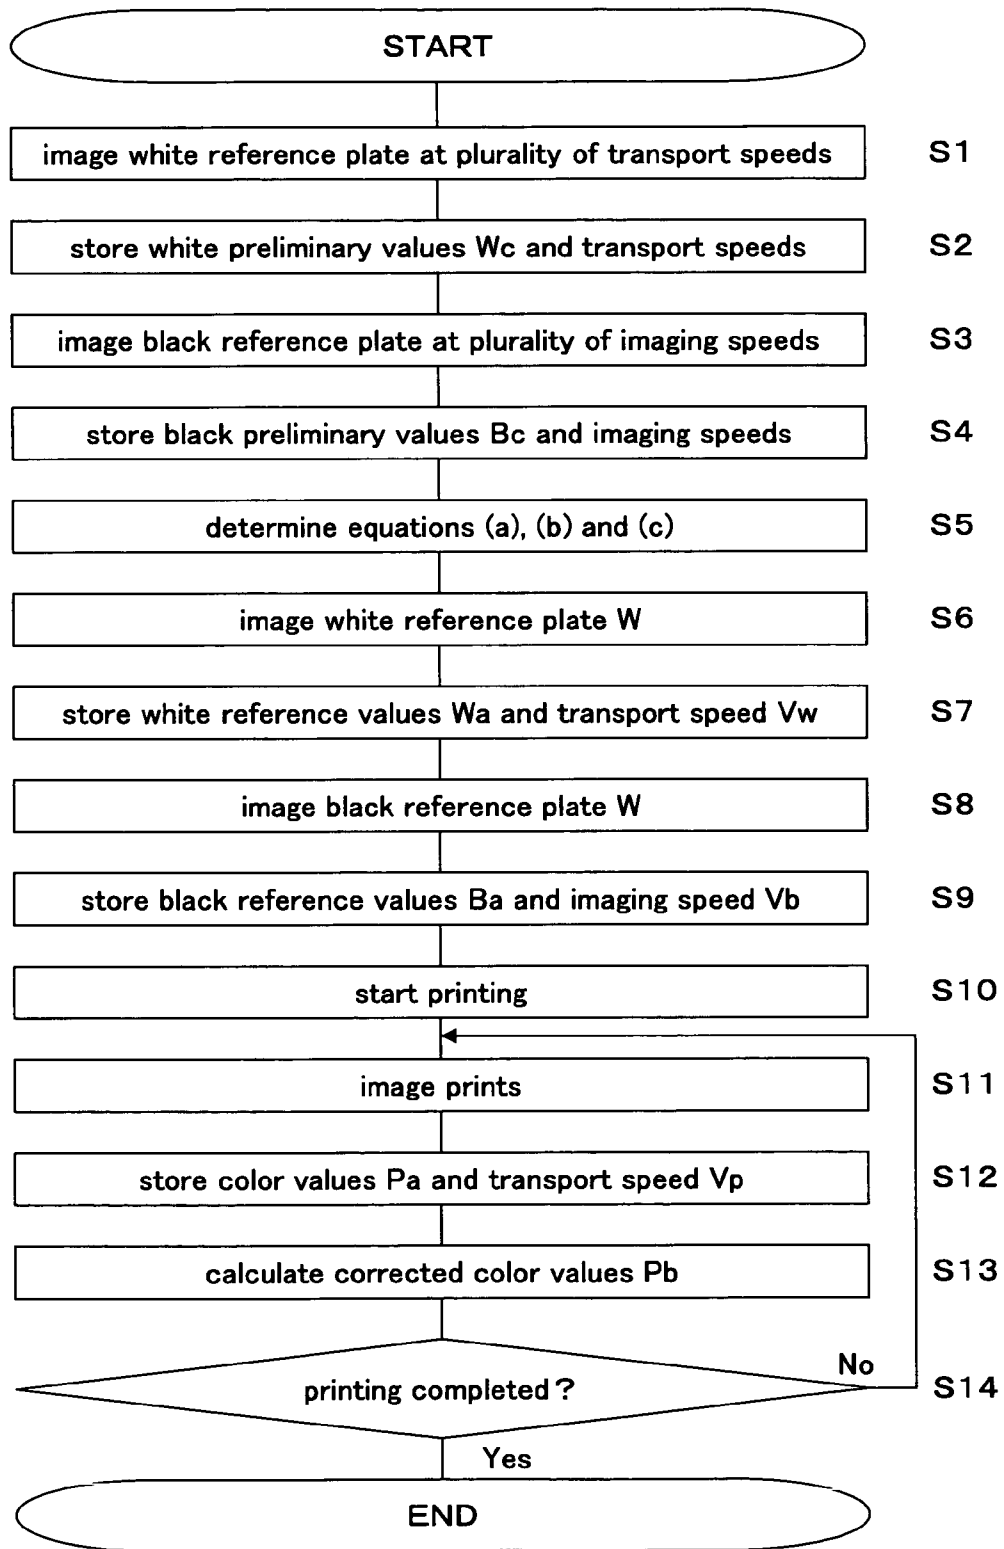 START
image white reference plate at plurality of transport speeds S1
store white preliminary values Wc and transport speeds S2
image black reference plate at plurality of imaging speeds S3
store black preliminary values Bc and imaging speeds S4
determine equations (a), (b) and (c) S5
image white reference plate W S6
store white reference values Wa and transport speed Vw S7
image black reference plate W S8
store black reference values Ba and imaging speed Vb S9
start printing S10
image prints S11
store color values Pa and transport speed Vp S12
calculate corrected color values Pb S13
No
printing completed? S14
Yes
END